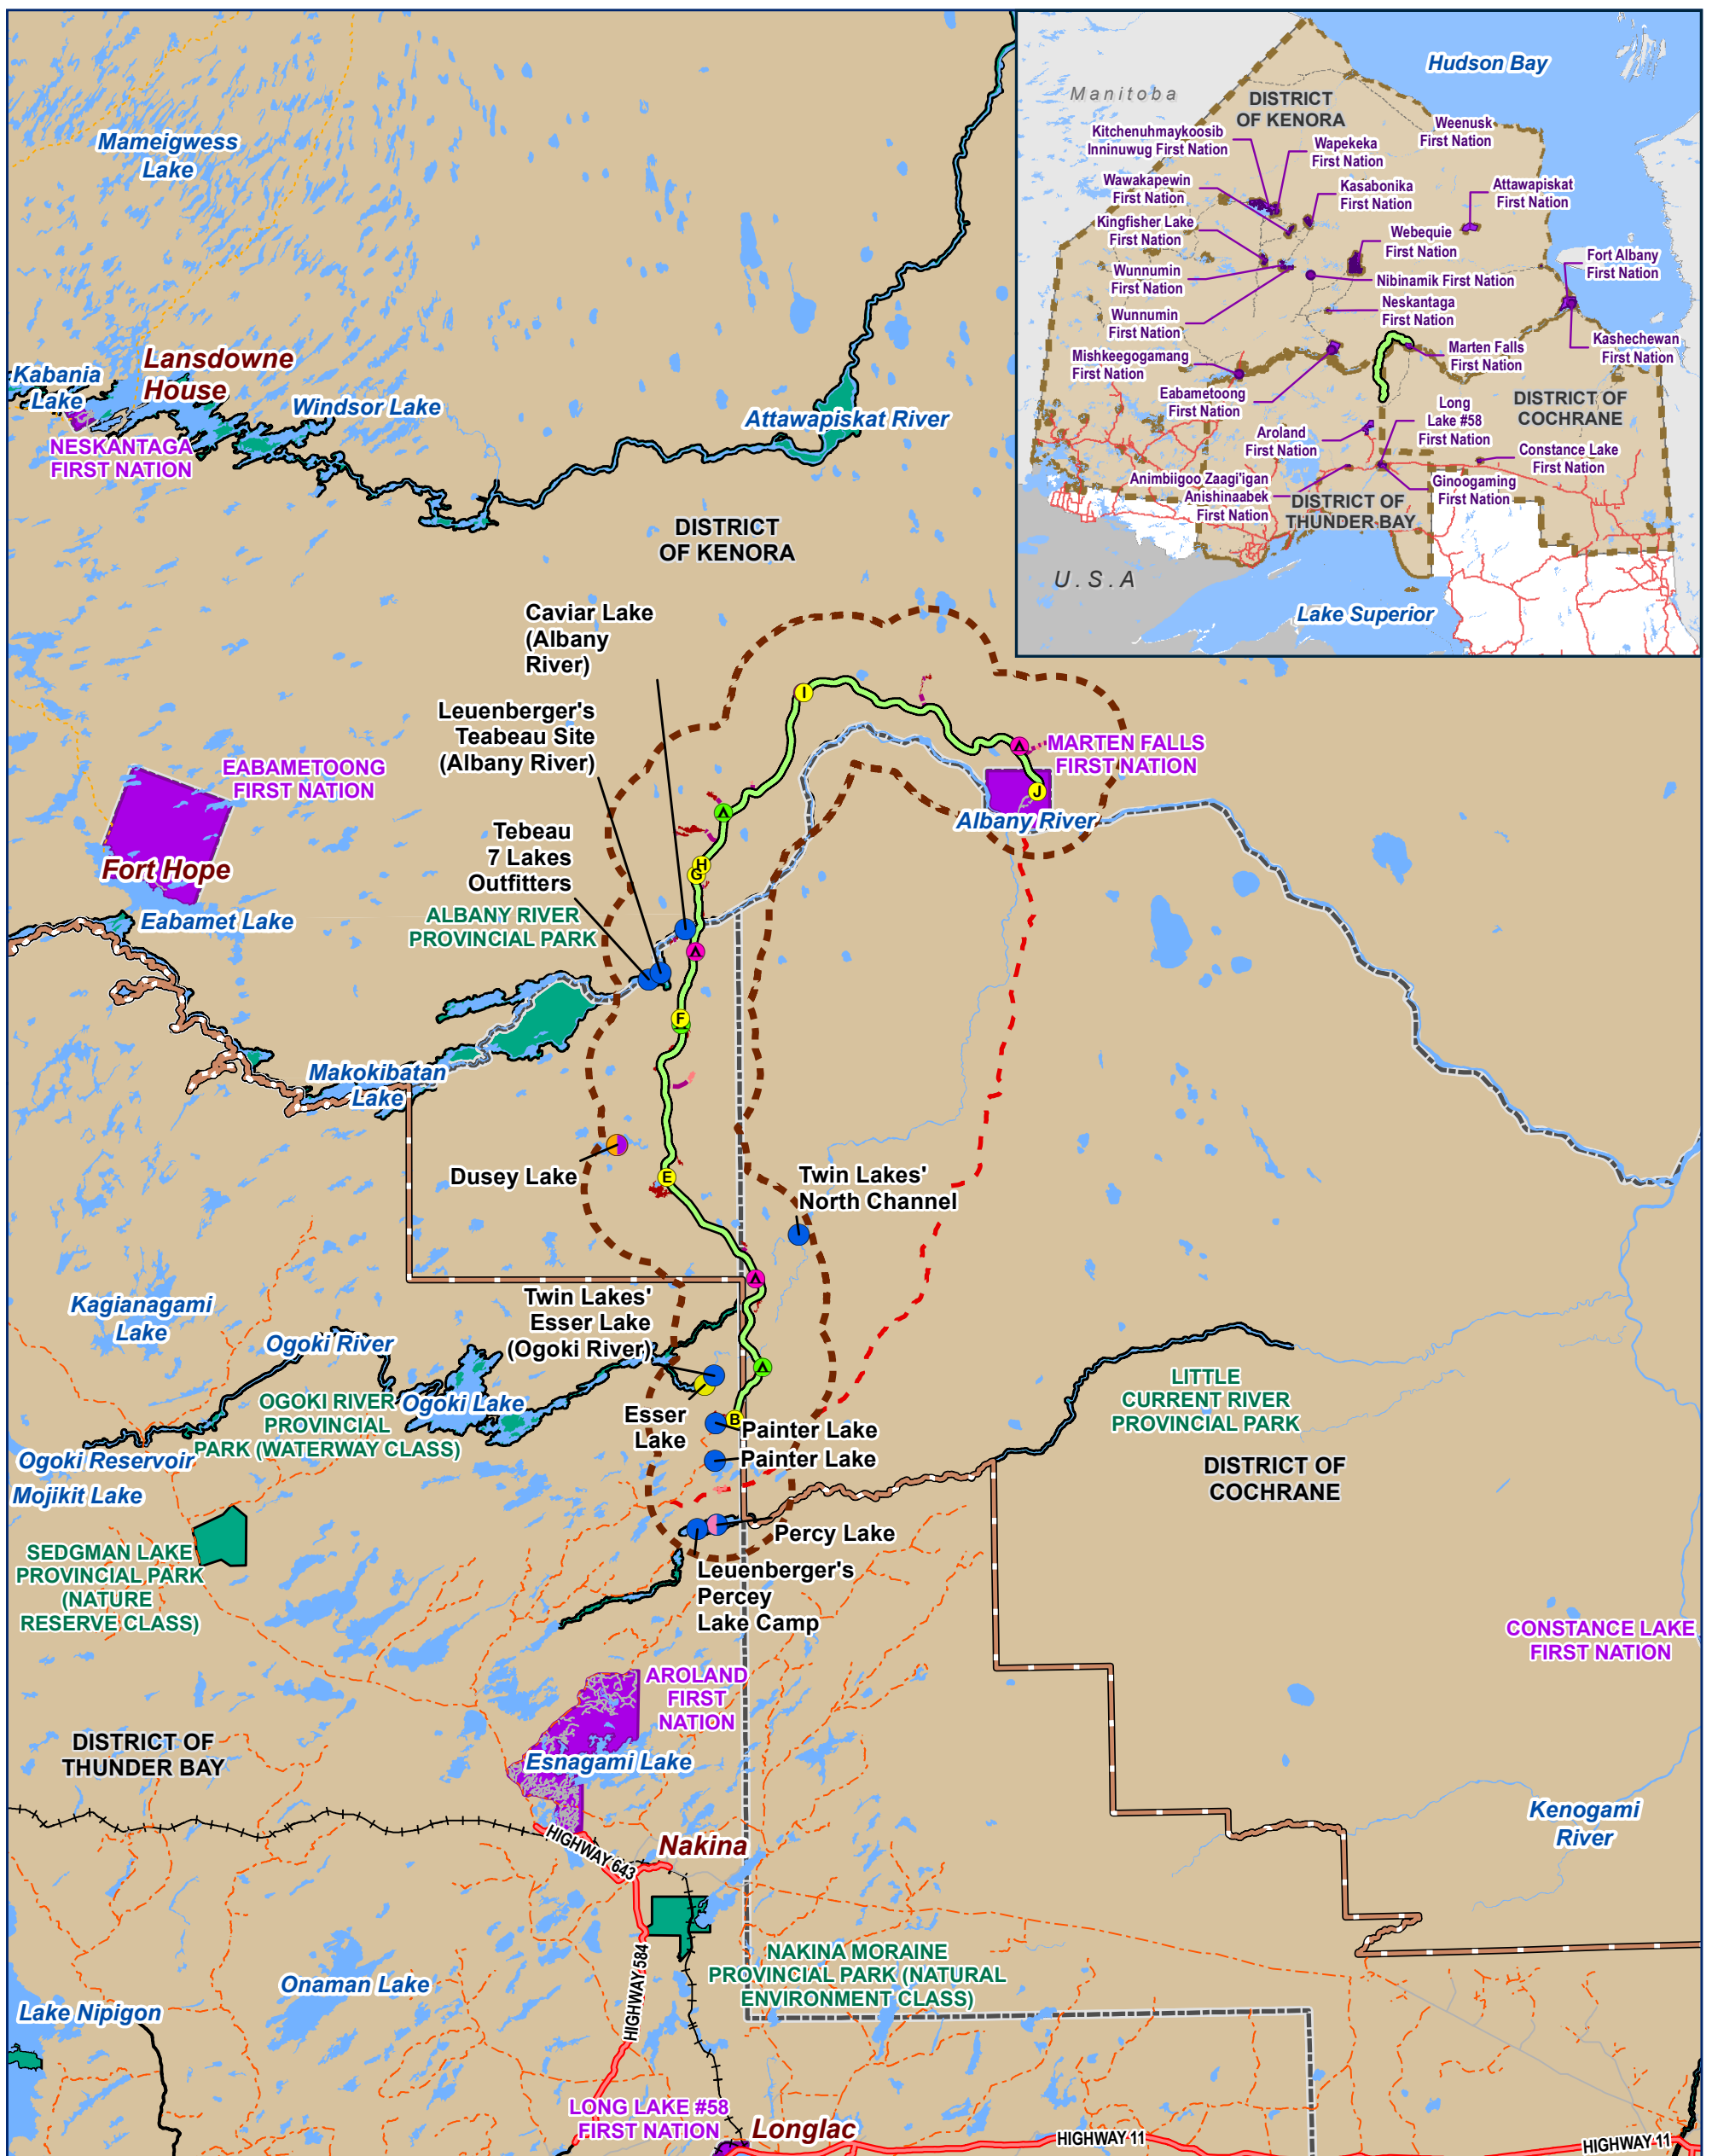 Mameigwess
Lake
Kabania
Lake
Lansdowne
House
Windsor Lake
NESKANTAGA
FIRST NATION
Attawapiskat River
DISTRICT
OF KENORA
Hudson Bay
Manitoba
DISTRICT
OF KENORA
Weenusk
First Nation
Kitchenuhmaykoosib
Inninuwug First Nation
Wapekeka
First Nation
Wawakapewin
First Nation
Kasabonika
First Nation
Attawapiskat
First Nation
Kingfisher Lake
First Nation
Webequie
First Nation
Fort Albany
First Nation
Wunnumin
First Nation
Nibinamik First Nation
Neskantaga
First Nation
Wunnumin
First Nation
Kashechewan
First Nation
Mishkeegogamang
First Nation
Marten Falls
First Nation
Eabametoong
First Nation
Long
Lake #58
First Nation
DISTRICT OF
COCHRANE
Aroland
First Nation
Constance Lake
First Nation
Animbiigoo Zaagi'igan
Anishinaabek
First Nation
Ginoogaming
First Nation
DISTRICT OF
THUNDER BAY
U.S.A
Lake Superior
Caviar Lake
(Albany
River)
Leuenberger's
Teabeau Site
(Albany River)
Tebeau
7 Lakes
Outfitters
ALBANY RIVER
PROVINCIAL PARK
I
MARTEN FALLS
FIRST NATION
J
Albany River
H
G
F
EABAMETOONG
FIRST NATION
Fort Hope
Eabamet Lake
Makokibatan
Lake
Dusey Lake
E
Twin Lakes'
North Channel
Kagianagami
Lake
Twin Lakes'
Esser Lake
(Ogoki River)
Ogoki River
OGOKI RIVER
PROVINCIAL
PARK (WATERWAY CLASS)
Ogoki Lake
Esser
Lake
B
Painter Lake
Painter Lake
LITTLE
CURRENT RIVER
PROVINCIAL PARK
Ogoki Reservoir
Mojikit Lake
DISTRICT OF
COCHRANE
Percy Lake
SEDGMAN LAKE
PROVINCIAL PARK
(NATURE
RESERVE CLASS)
Leuenberger's
Percey
Lake Camp
CONSTANCE LAKE
FIRST NATION
AROLAND
FIRST
NATION
Esnagami Lake
DISTRICT OF
THUNDER BAY
Kenogami
River
HIGHWAY 643
Nakina
HIGHWAY 584
NAKINA MORAINE
PROVINCIAL PARK (NATURAL
ENVIRONMENT CLASS)
Onaman Lake
Lake Nipigon
LONG LAKE #58
FIRST NATION
Longlac
HIGHWAY 11
HIGHWAY 11